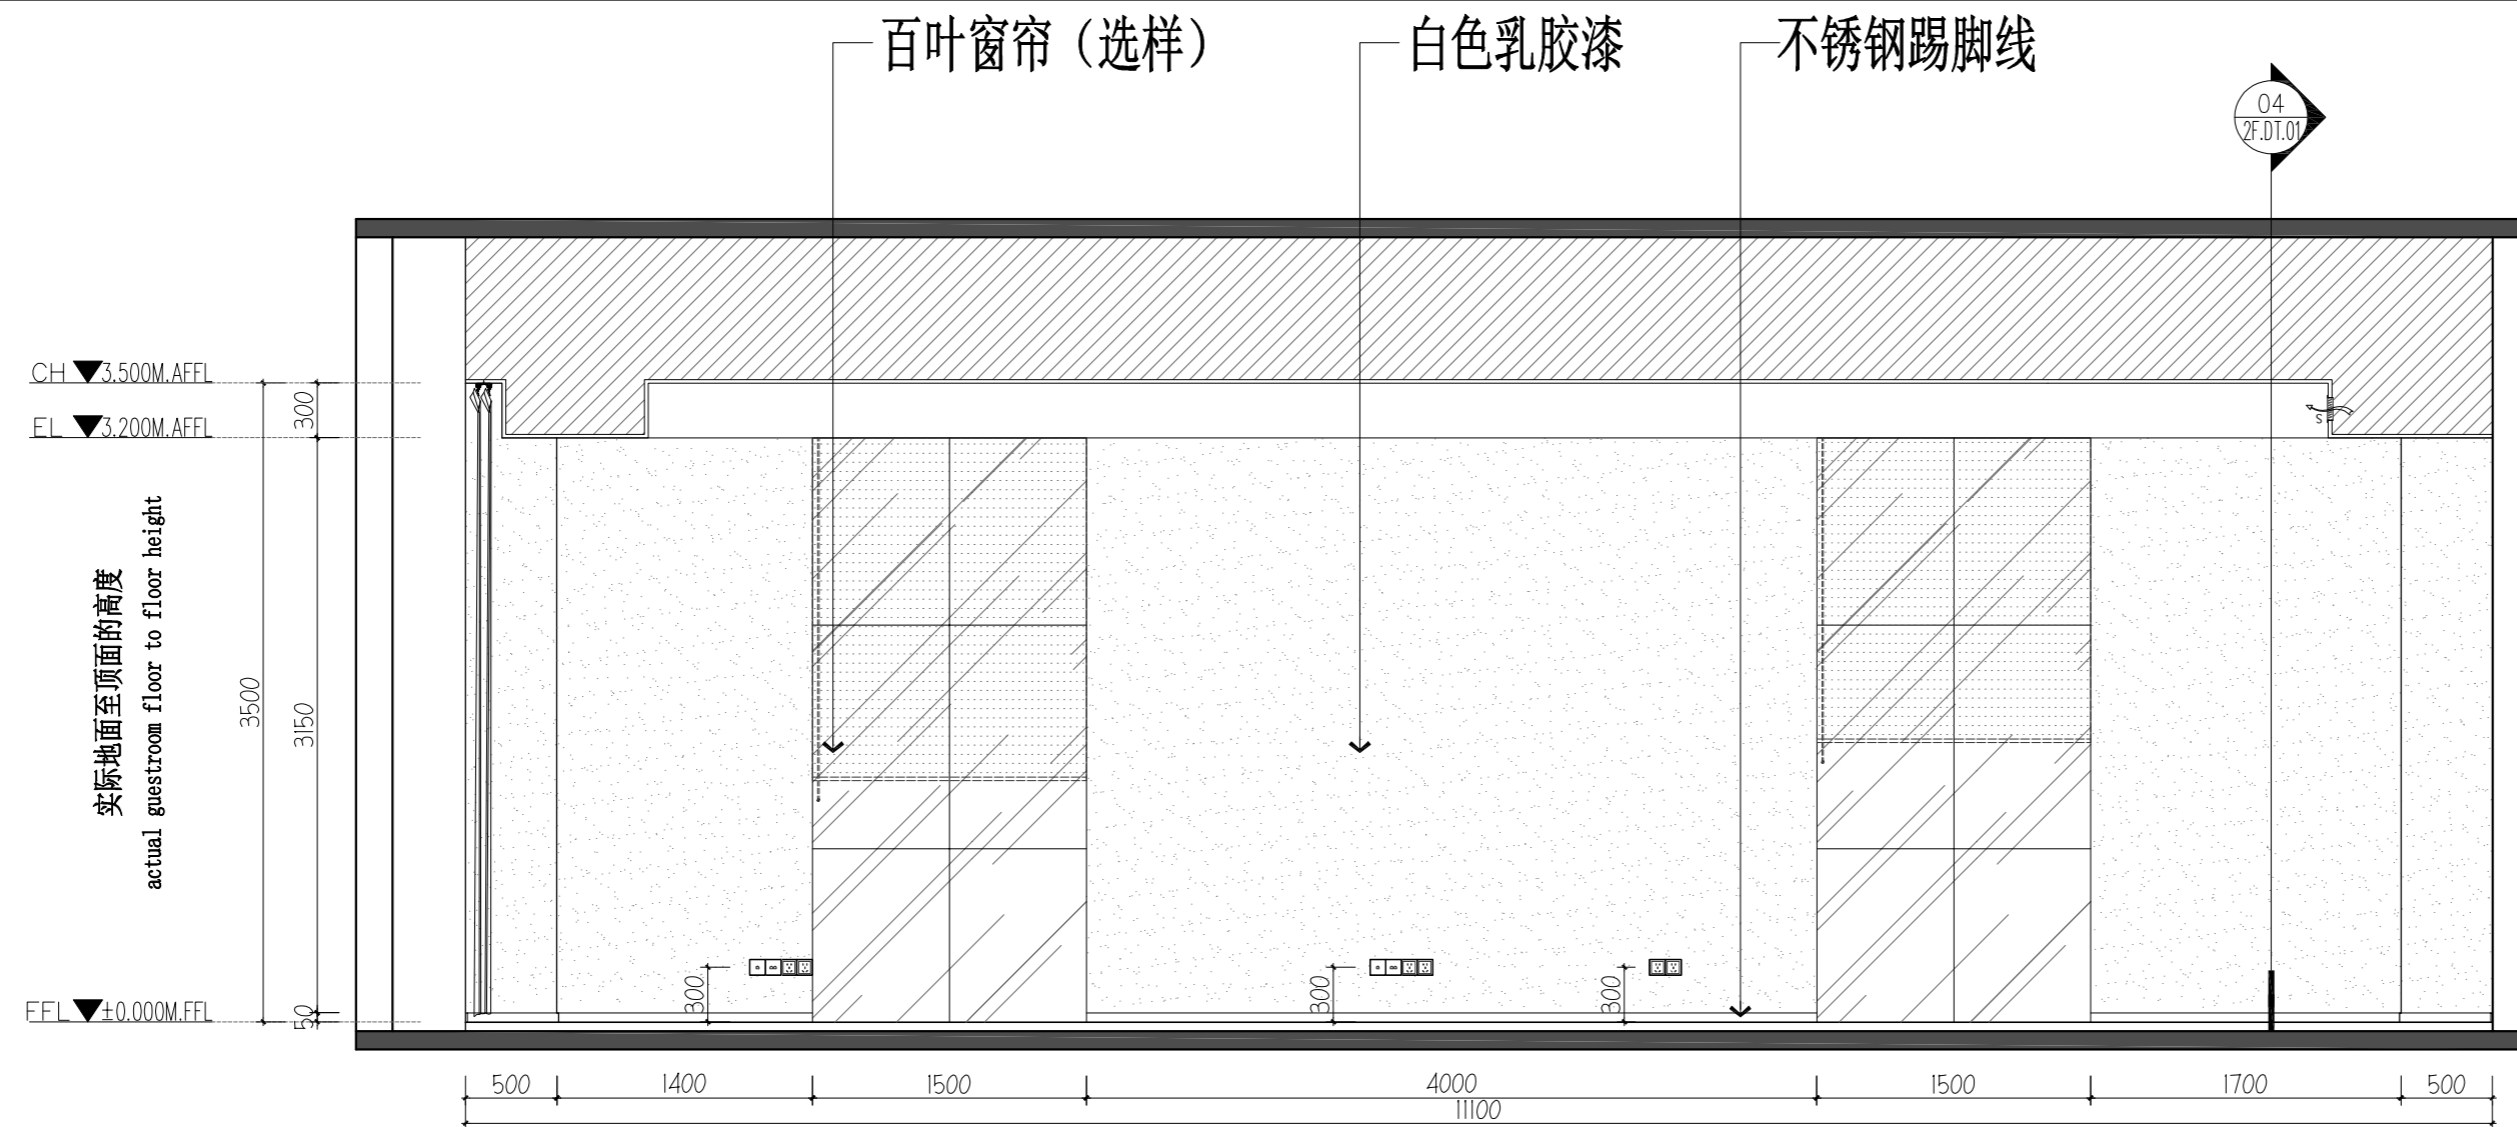 百叶窗帘（选样）
白色乳胶漆
不锈钢踢脚线
04
2F.DT.01
CH 3.500M.AFFL
EL 3.200M.AFFL
S
300
3500
3150
实际地面至顶面的高度
actual guestroom floor to floor height
300
300
300
FFL ±0.000M.FFL
50
500 1400 1500 4000 1500 1700 500
11100